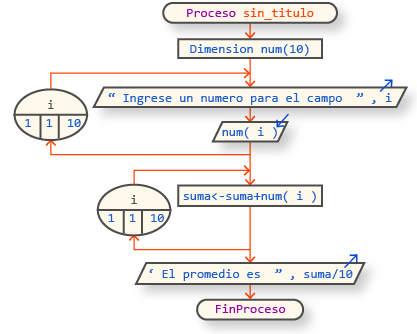 Proceso sin_titulo
Dimension num(10)
“ Ingrese un numero para el campo ” , i
i
1 1 10
num( i )
i
1 1 10
suma<-suma+num( i )
‘ El promedio es ” , suma/10
FinProceso